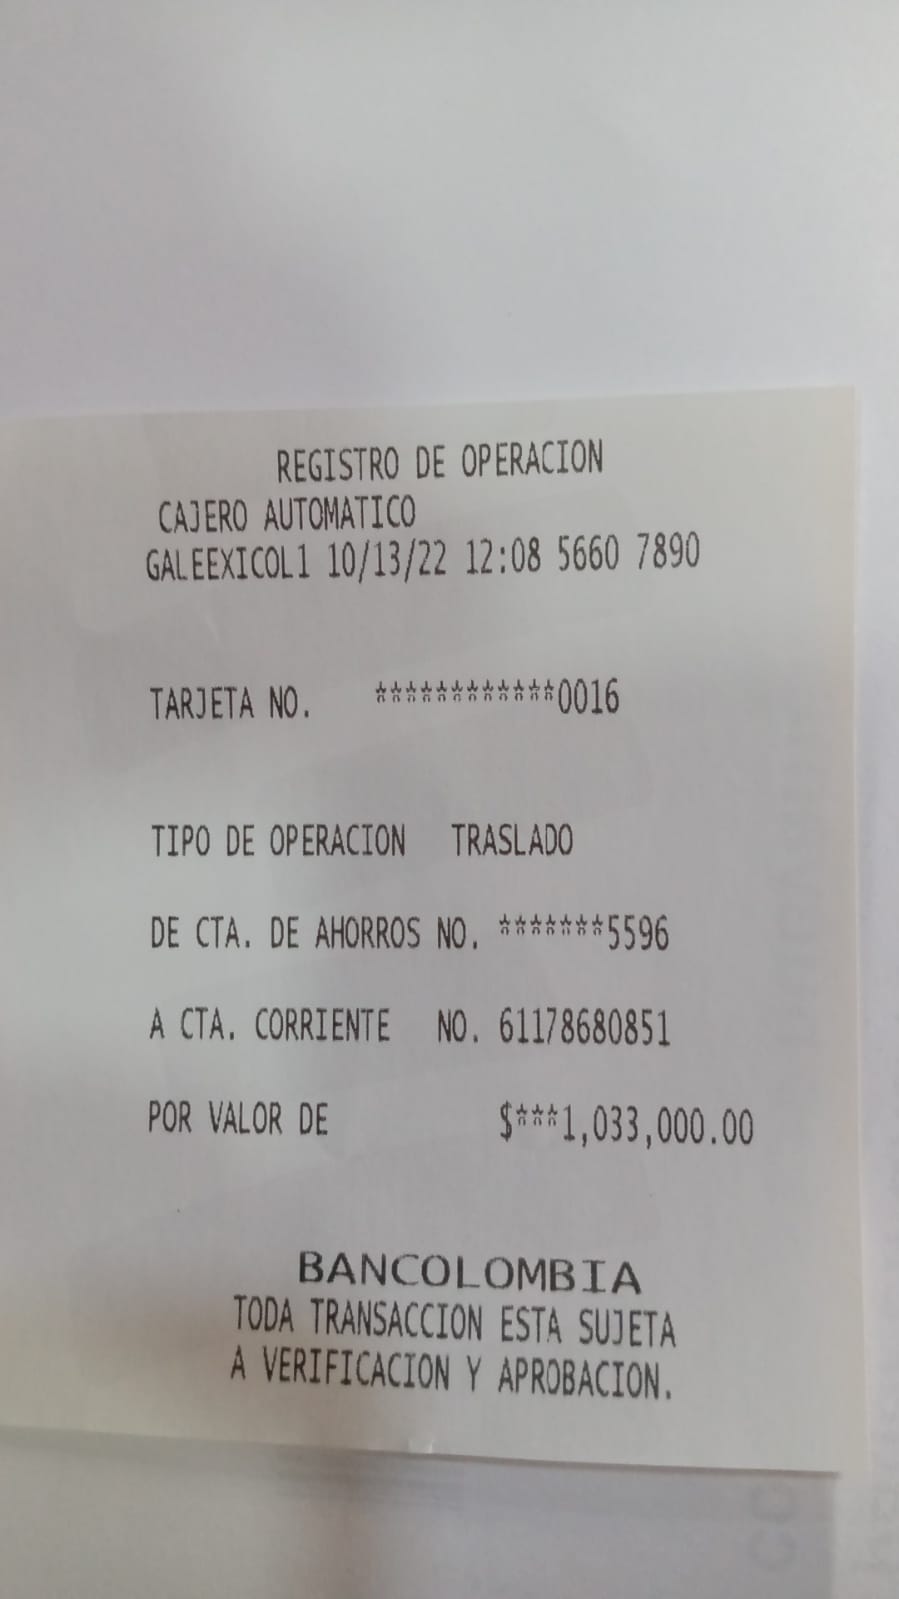 REGISTRO DE OPERACION
CAJERO AUTOMATICO
GALEEXICOL1 10/13/22 12:08 5660 7890
TARJETA NO. ************0016
TIPO DE OPERACION TRASLADO
DE CTA. DE AHORROS NO. *******5596
A CTA. CORRIENTE NO. 61178680851
POR VALOR DE $***1,033,000.00
BANCOLOMBIA
TODA TRANSACCION ESTA SUJETA
A VERIFICACION Y APROBACION.